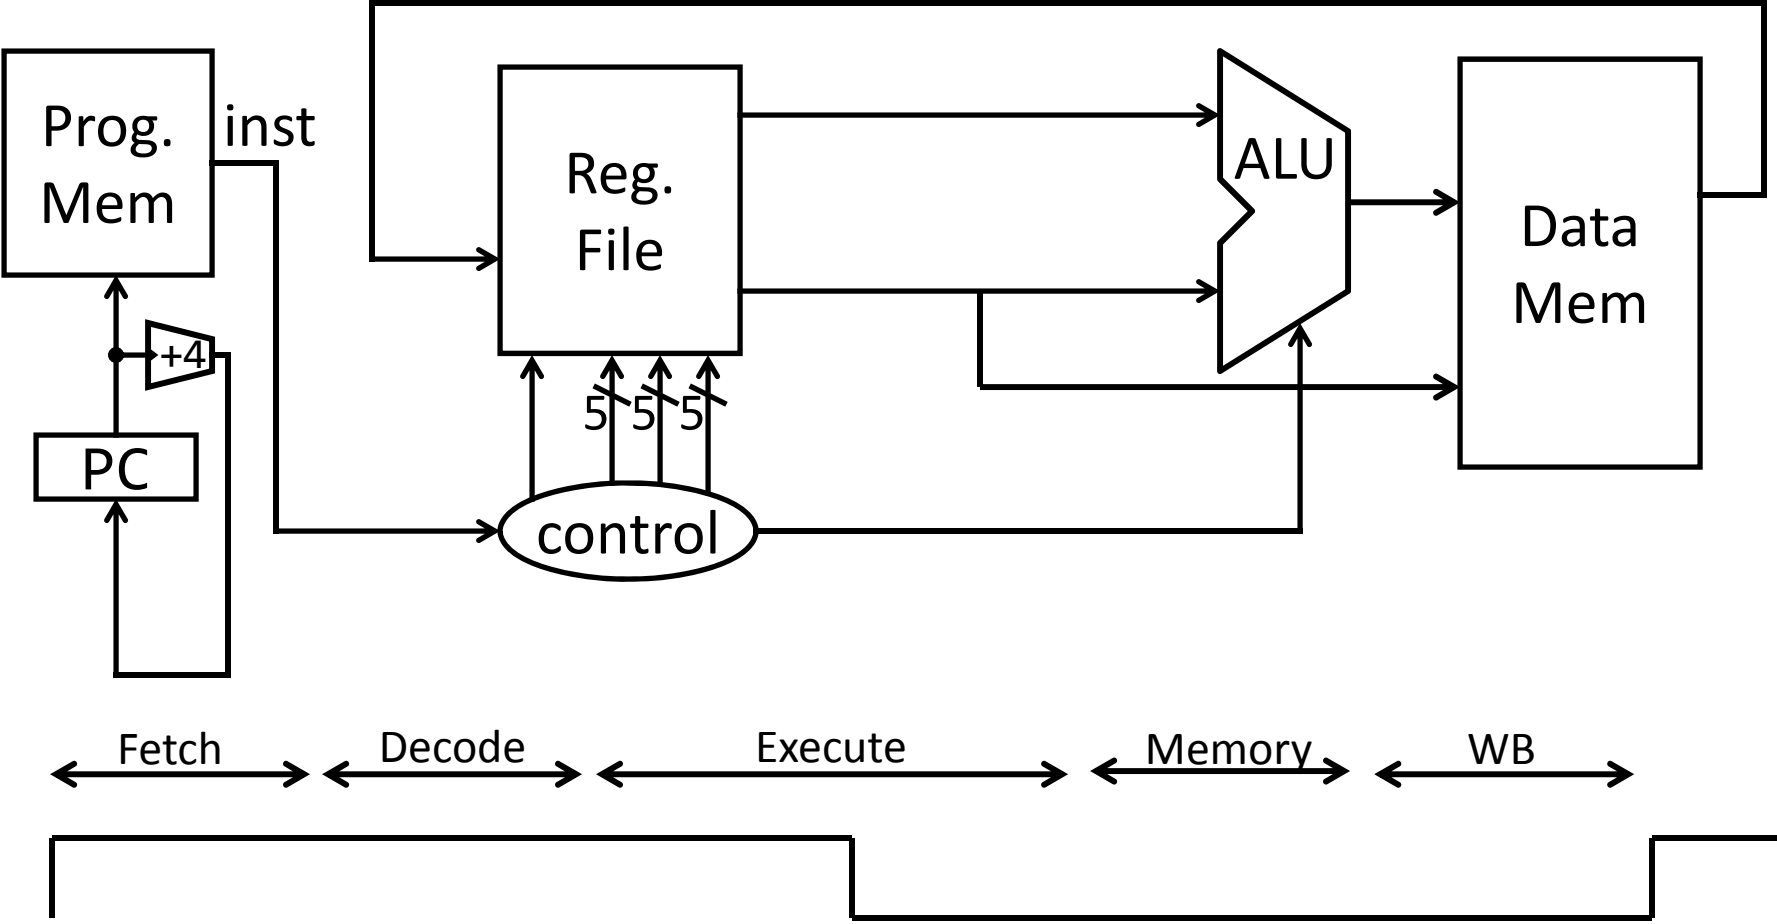 Prog.
Mem
inst
Reg.
File
ALU
Data
Mem
+4
PC
5 5 5
control
Fetch Decode Execute Memory WB